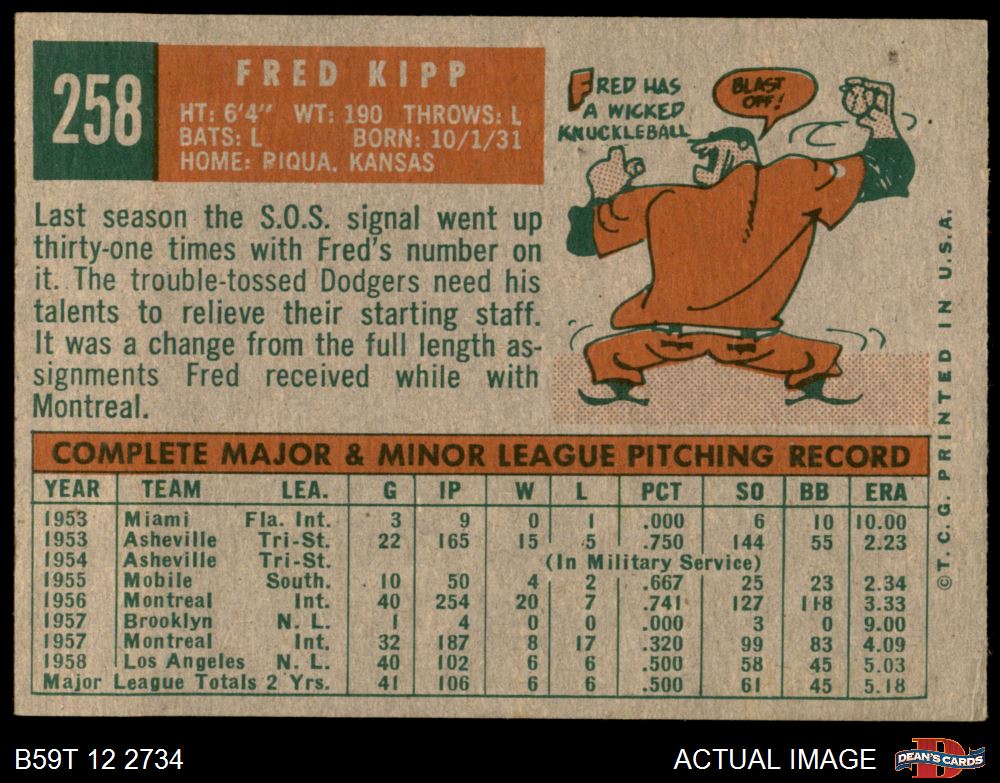 258
FRED KIPP
HT: 6'4" WT: 190 THROWS: L
BATS: L BORN: 10/1/31
HOME: PIQUA, KANSAS
FRED HAS
A WICKED
KNUCKLEBALL
BLAST
OFF!
Last season the S.O.S. signal went up
thirty-one times with Fred's number on
it. The trouble-tossed Dodgers need his
talents to relieve their starting staff.
It was a change from the full length as-
signments Fred received while with
Montreal.
COMPLETE MAJOR & MINOR LEAGUE PITCHING RECORD
YEAR TEAM LEA. G IP W L PCT SO BB ERA
1953 Miami Fla. Int. 3 9 0 1 .000 6 10 10.00
1953 Asheville Tri-St. 22 165 15 5 .750 144 55 2.23
1954 Asheville Tri-St. (In Military Service)
1955 Mobile South. 10 50 4 2 .667 25 23 2.34
1956 Montreal Int. 40 254 20 7 .741 127 118 3.33
1957 Brooklyn N. L. 1 4 0 0 .000 3 0 9.00
1957 Montreal Int. 32 187 8 17 .320 99 83 4.09
1958 Los Angeles N. L. 40 102 6 6 .500 58 45 5.03
Major League Totals 2 Yrs. 41 106 6 6 .500 61 45 5.18
©T. C. G. PRINTED IN U.S.A.
B59T 12 2734
ACTUAL IMAGE
D
DEAN'S CARDS